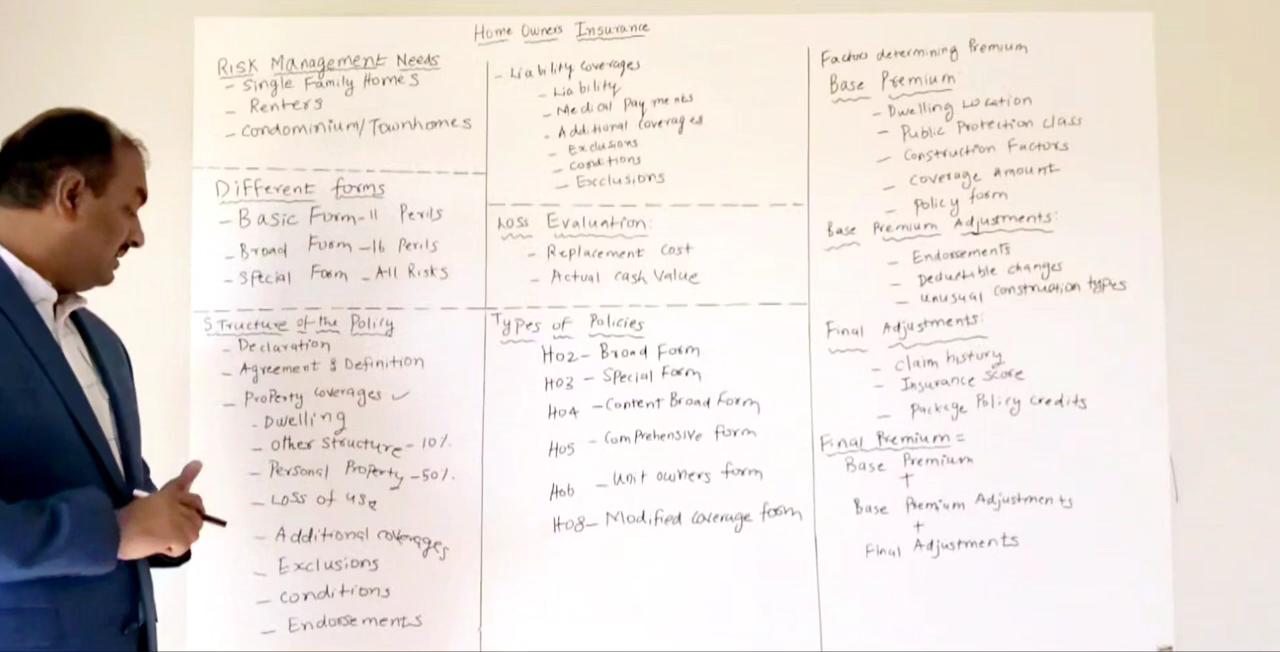 Home Owners Insurance
Risk Management Needs
- Single Family Homes
- Renters
- Condominium/Townhomes
Different forms
- Basic Form - 11 Perils
- Broad Form - 16 Perils
- Special Form - All Risks
Structure of the Policy
- Declaration
- Agreement & Definition
- Property coverages ✓
- Dwelling
- Other Structure - 10%.
- Personal Property - 50%.
- Loss of use
- Additional coverages
- Exclusions
- Conditions
- Endorsements
- Liability coverages
- Liability
- Medical Payments
- Additional Coverages
- Exclusions
- Conditions
- Exclusions
Loss Evaluation:
- Replacement Cost
- Actual cash Value
Types of Policies
HO2 - Broad Form
HO3 - Special Form
HO4 - Content Broad Form
HO5 - Comprehensive form
HO6 - Unit owners form
HO8 - Modified coverage form
Factors determining Premium
Base Premium:
- Dwelling Location
- Public Protection class
- Construction Factors
- Coverage amount
- Policy form
Base Premium Adjustments:
- Endorsements
- Deductable changes
- Unusual construction types
Final Adjustments:
- Claim history
- Insurance Score
- Package Policy Credits
Final Premium =
Base Premium
+
Base Premium Adjustments
+
Final Adjustments